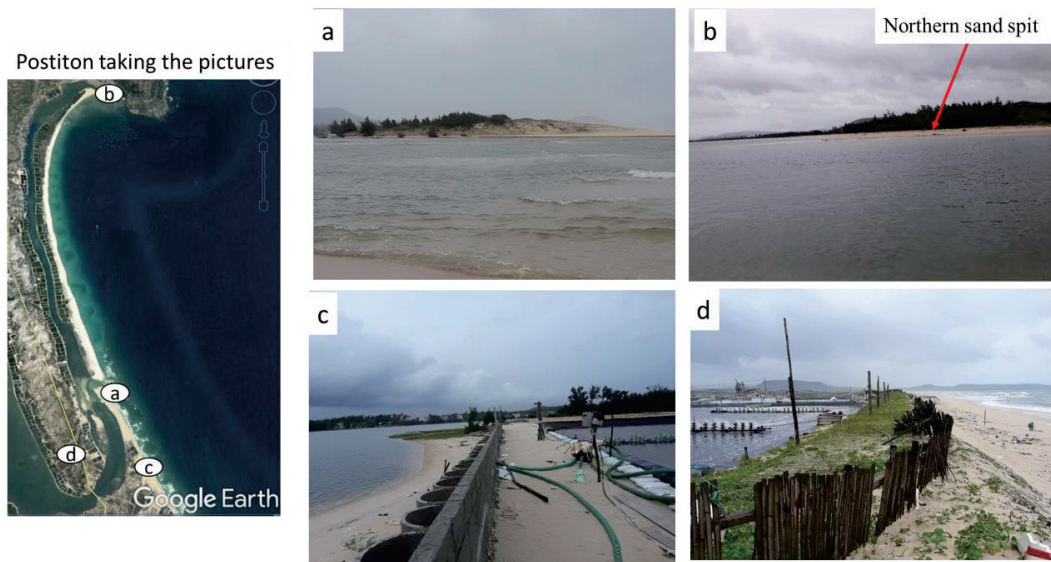 Postiton taking the pictures
b
a
d
c
Google Earth
a
b
Northern sand spit
c
d